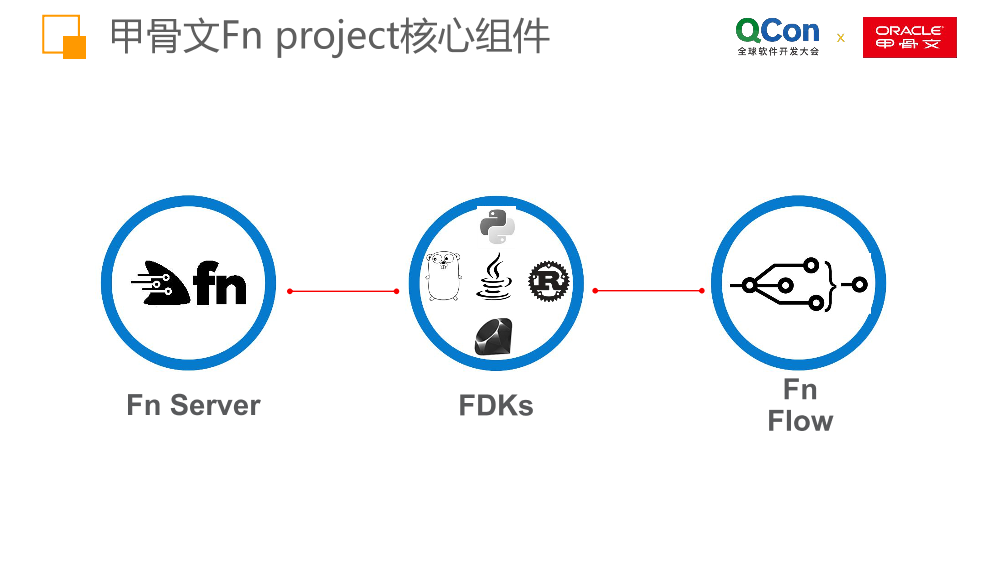 甲骨文Fn project核心组件
QCon
全球软件开发大会
x
ORACLE
甲骨文
fn
R
Fn Server
FDKs
Fn
Flow